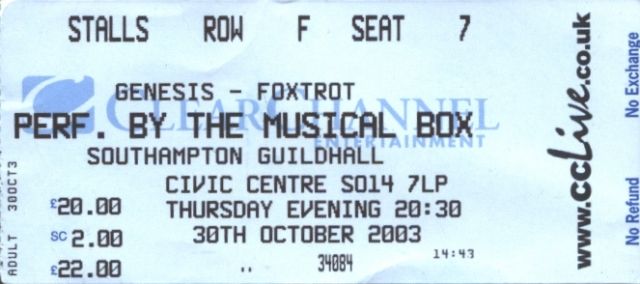 STALLS ROW F SEAT 7
GENESIS - FOXTROT
CLEARCHANNEL
PERF. BY THE MUSICAL BOX
ENTERTAINMENT
SOUTHAMPTON GUILDHALL
CIVIC CENTRE SO14 7LP
£20.00 THURSDAY EVENING 20:30
SC 2.00 30TH OCTOBER 2003
£22.00 .. 34084 14:43
ADULT 30OCT3
www.ccLive.co.uk
No Refund No Exchange